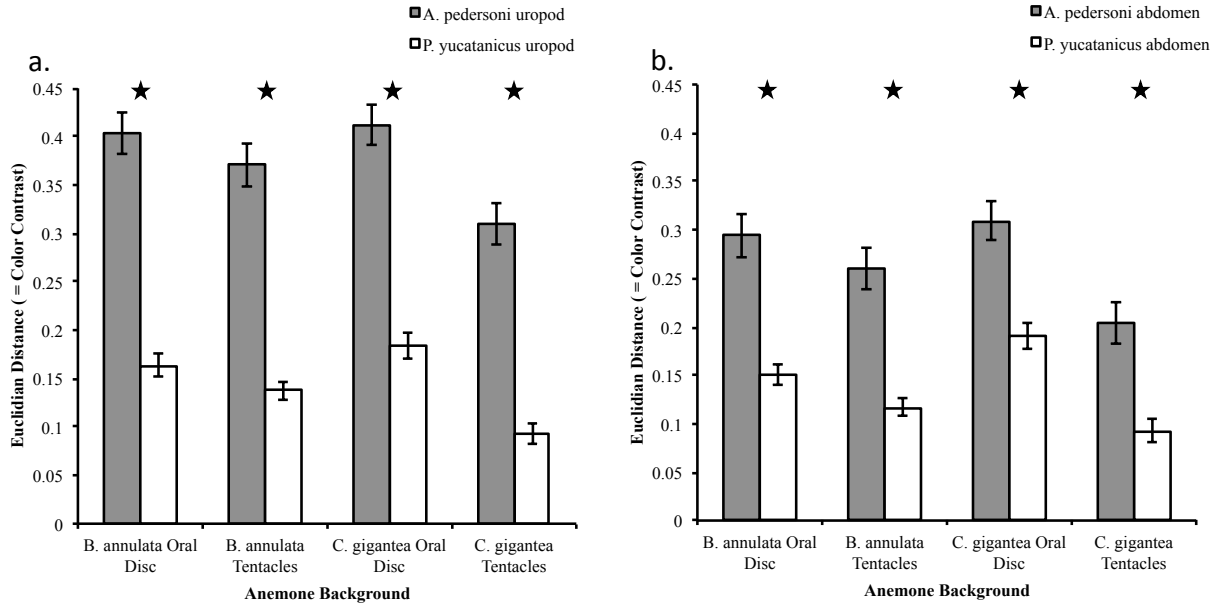 A. pedersoni uropod
P. yucatanicus uropod
a.
Euclidian Distance ( = Color Contrast)
0.45
0.4
0.35
0.3
0.25
0.2
0.15
0.1
0.05
0
B. annulata Oral
Disc
B. annulata
Tentacles
C. gigantea Oral
Disc
C. gigantea
Tentacles
Anemone Background
A. pedersoni abdomen
P. yucatanicus abdomen
b.
Euclidian Distance ( = Color Contrast)
0.45
0.4
0.35
0.3
0.25
0.2
0.15
0.1
0.05
0
B. annulata Oral
Disc
B. annulata
Tentacles
C. gigantea Oral
Disc
C. gigantea
Tentacles
Anemone Background